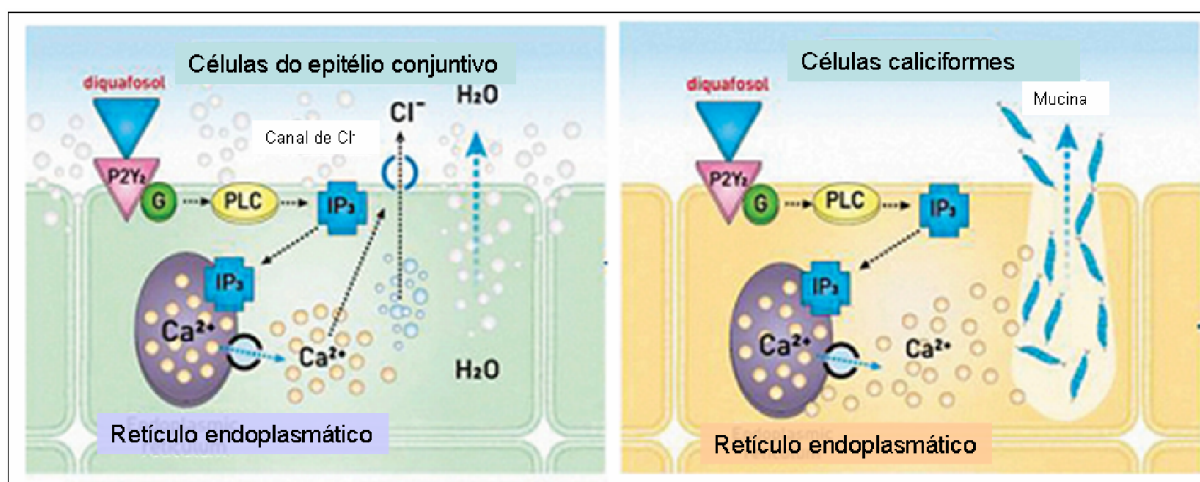 Células do epitélio conjuntivo
diquafosol
H₂O
Cl⁻
Canal de Cl⁻
P2Y₂
G
PLC
IP₃
IP₃
Ca²⁺
Ca²⁺
H₂O
Retículo endoplasmático
Células caliciformes
diquafosol
Mucina
P2Y₂
G
PLC
IP₃
IP₃
Ca²⁺
Ca²⁺
Retículo endoplasmático